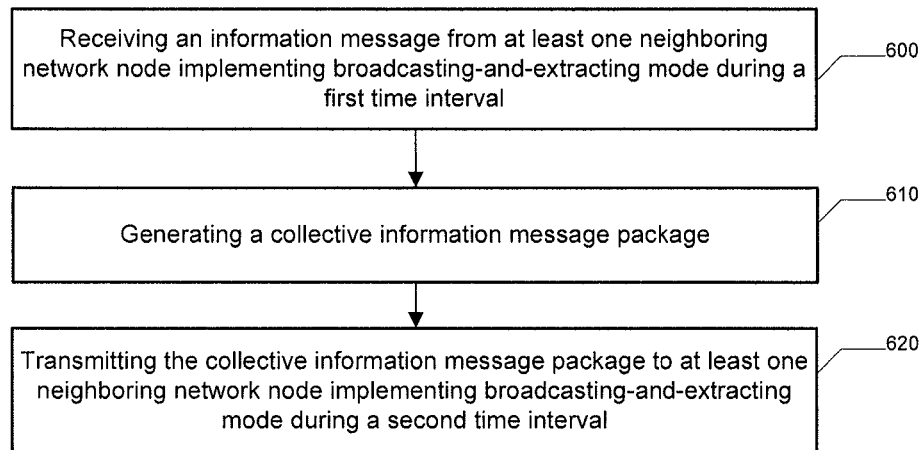 Receiving an information message from at least one neighboring
network node implementing broadcasting-and-extracting mode during a
first time interval
600
Generating a collective information message package
610
Transmitting the collective information message package to at least one
neighboring network node implementing broadcasting-and-extracting
mode during a second time interval
620